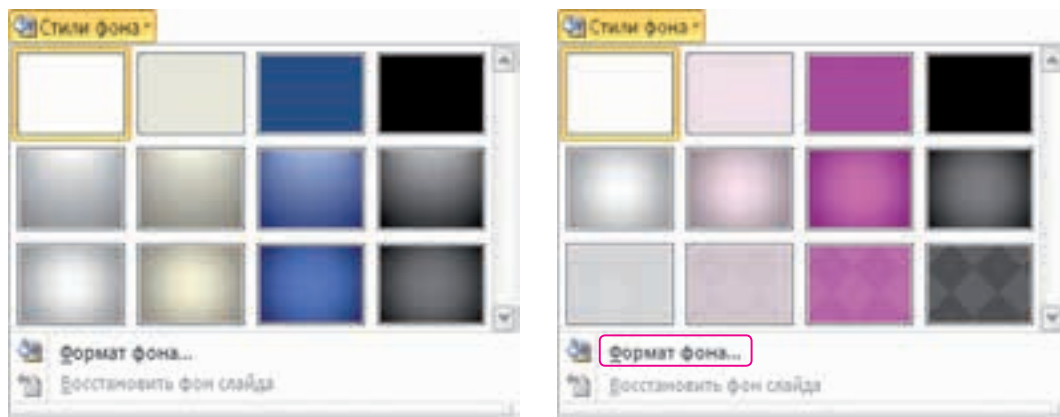 Стили фона
Формат фона...
Восстановить фон слайда
Стили фона
Формат фона...
Восстановить фон слайда